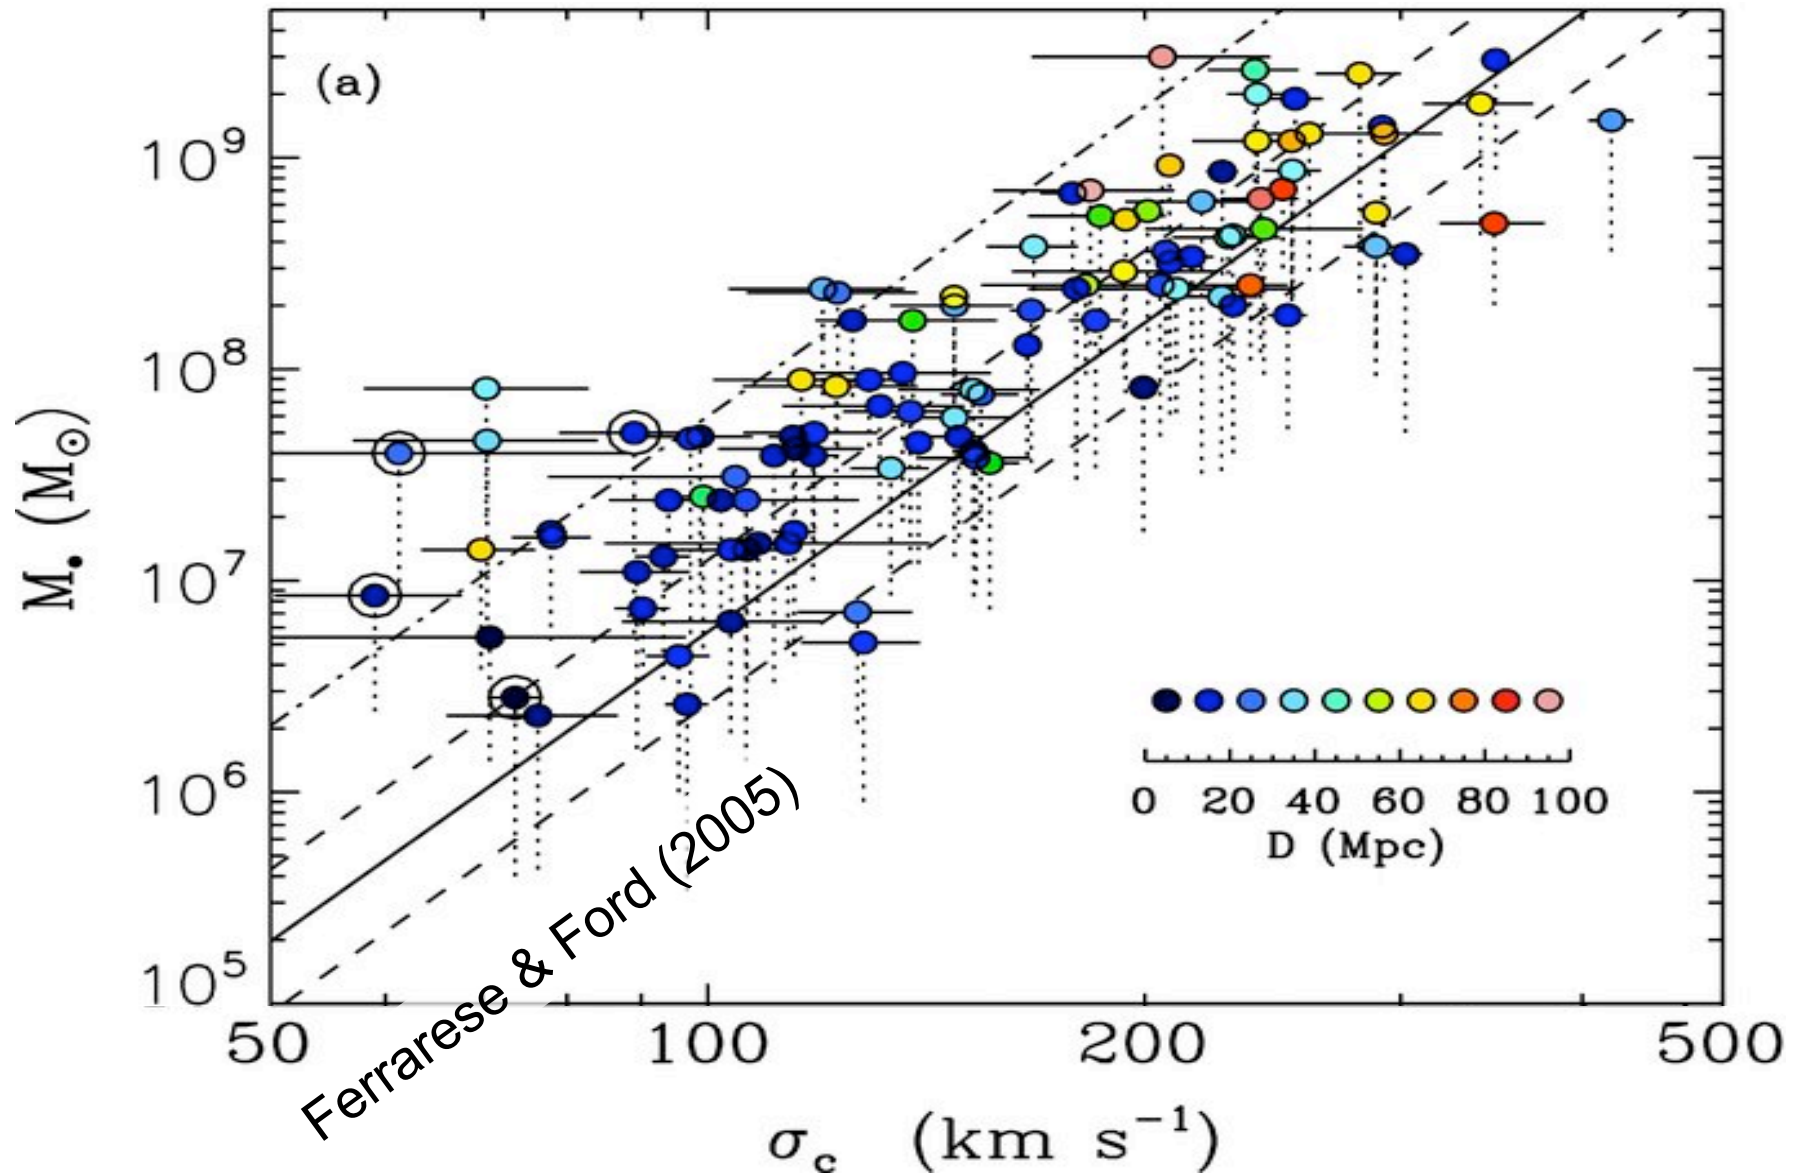 (a)
10⁹
10⁸
10⁷
10⁶
10⁵
M• (M⊙)
0 20 40 60 80 100
D (Mpc)
Ferrarese & Ford (2005)
50 100 200 500
σc (km s⁻¹)